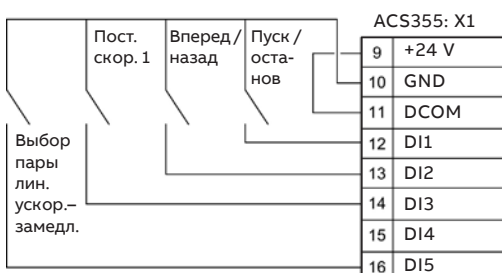 ACS355: X1
Пост.
скор. 1
Вперед /
назад
Пуск /
оста-
нов
Выбор
пары
лин.
ускор.–
замедл.
9 +24 V
10 GND
11 DCOM
12 DI1
13 DI2
14 DI3
15 DI4
16 DI5